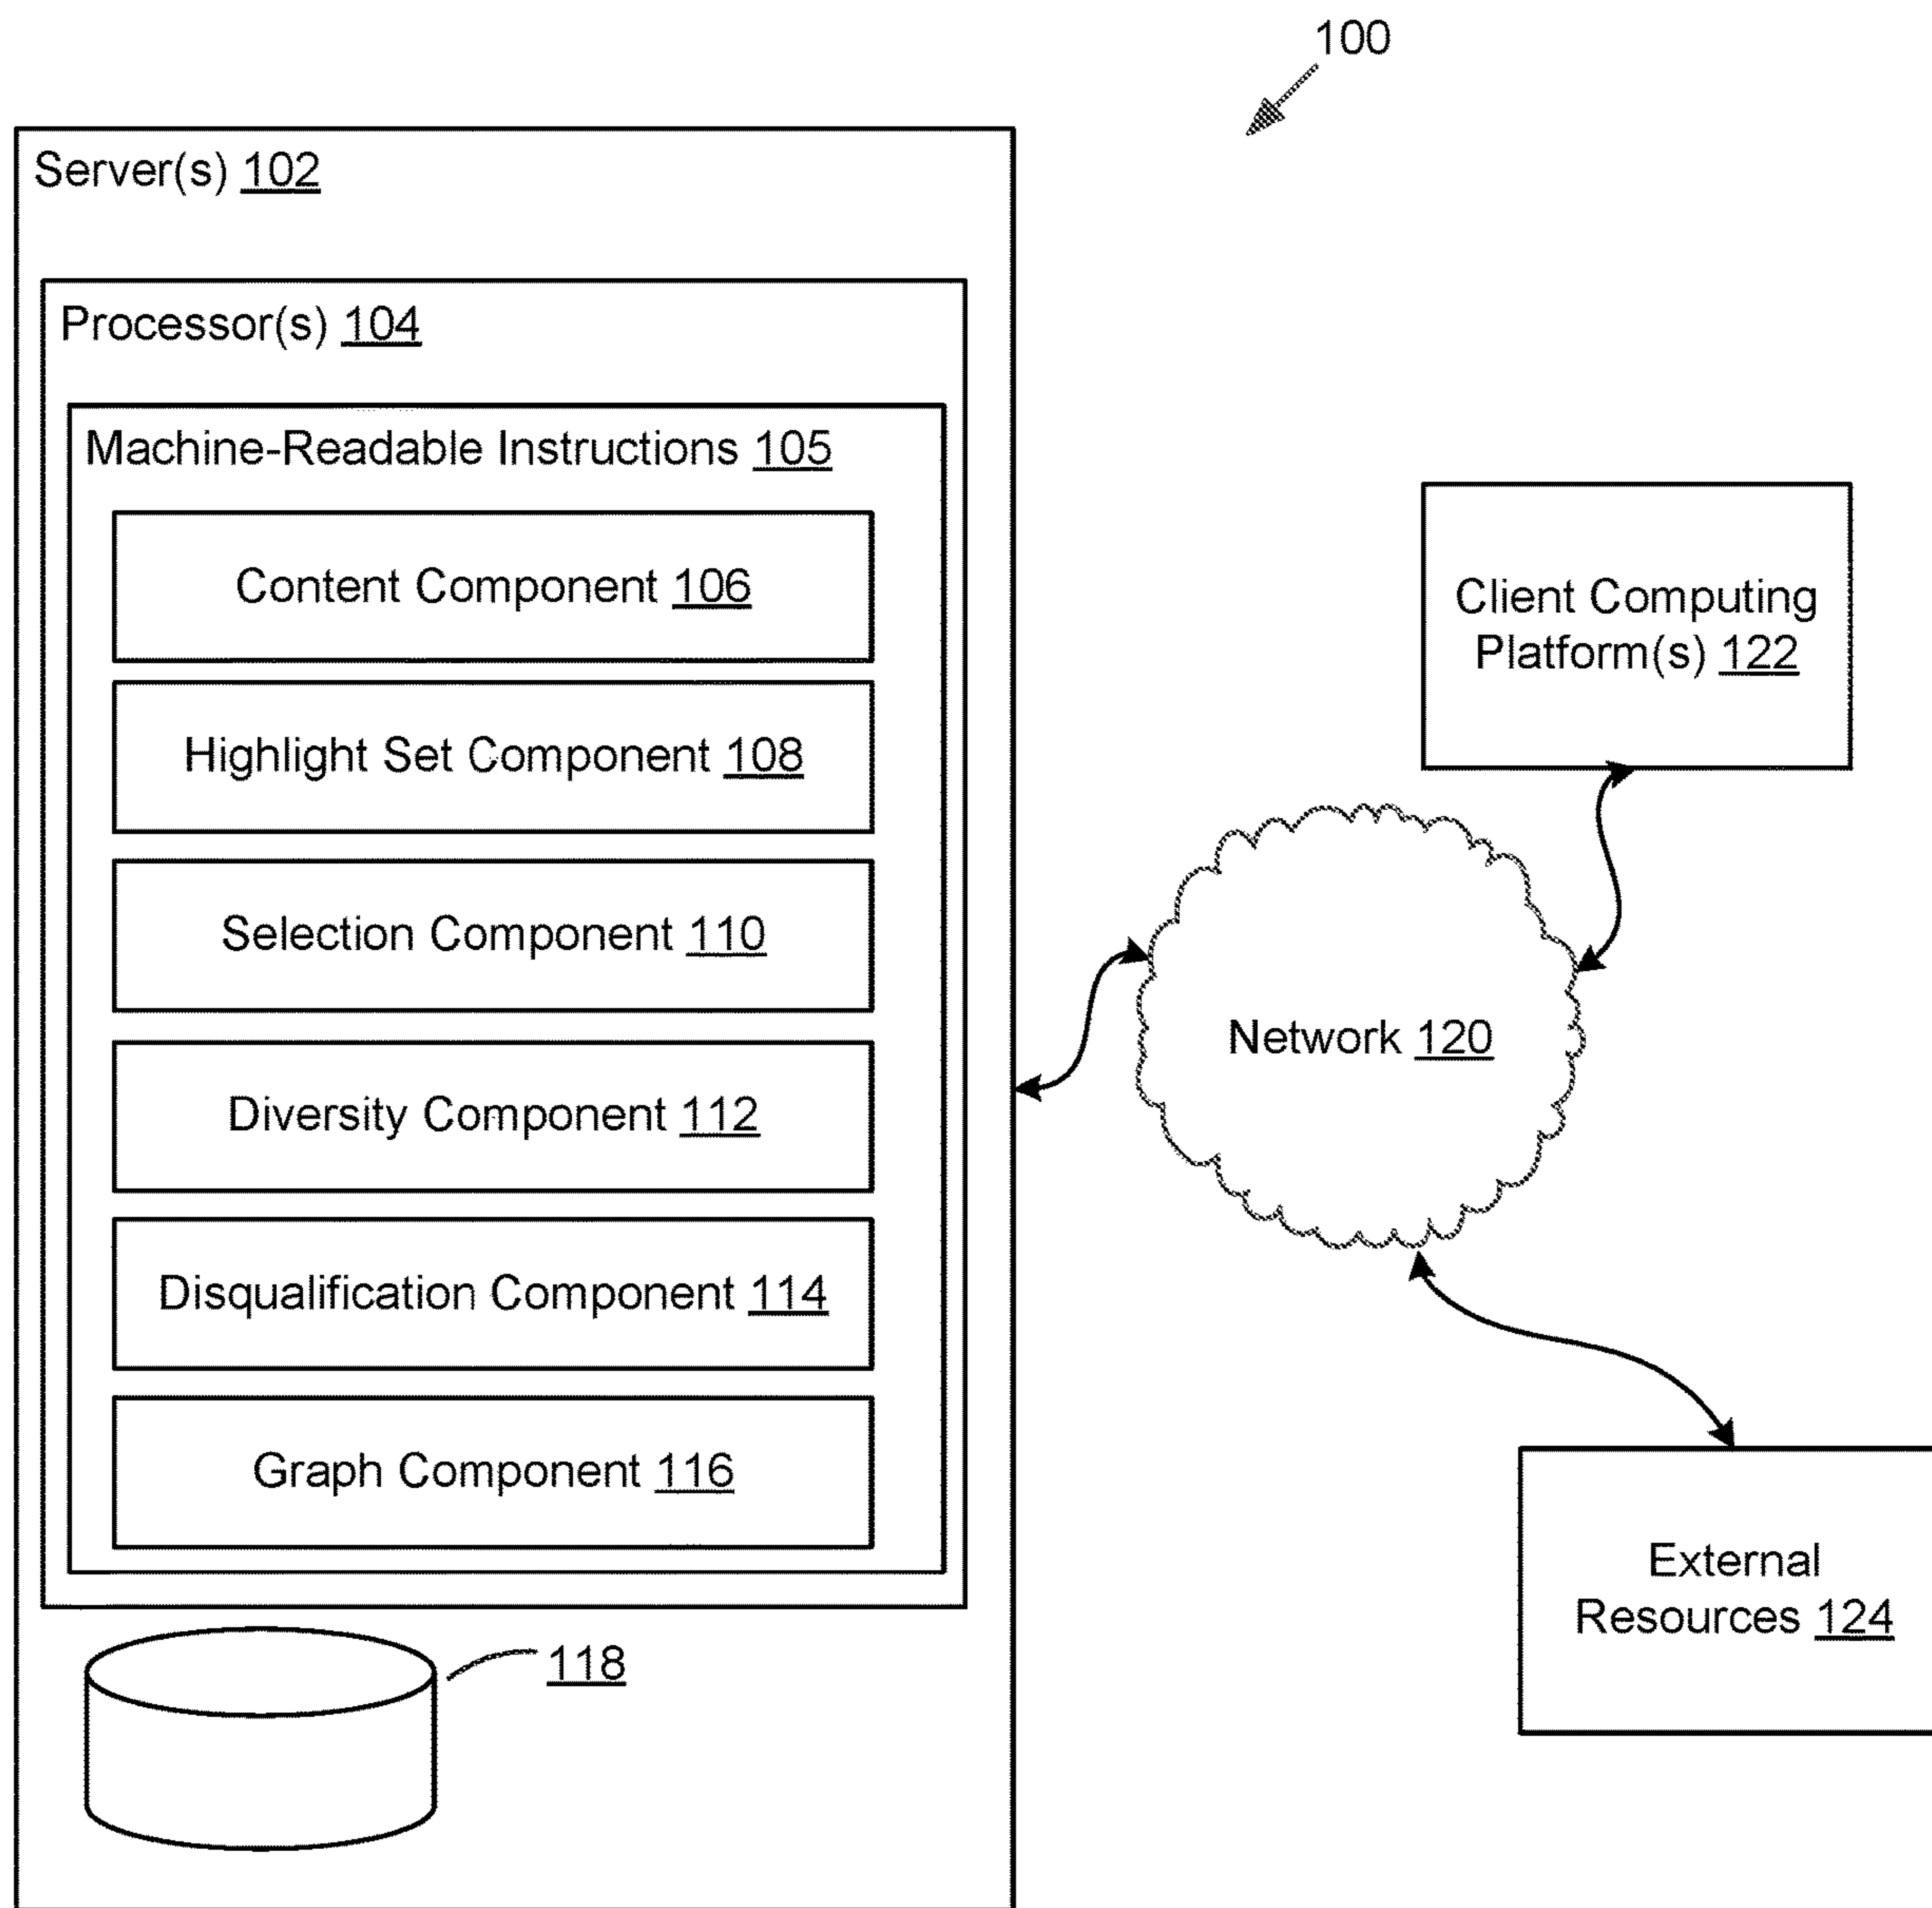 100
Server(s) 102
Processor(s) 104
Machine-Readable Instructions 105
Content Component 106
Highlight Set Component 108
Selection Component 110
Diversity Component 112
Disqualification Component 114
Graph Component 116
118
Client Computing
Platform(s) 122
Network 120
External
Resources 124